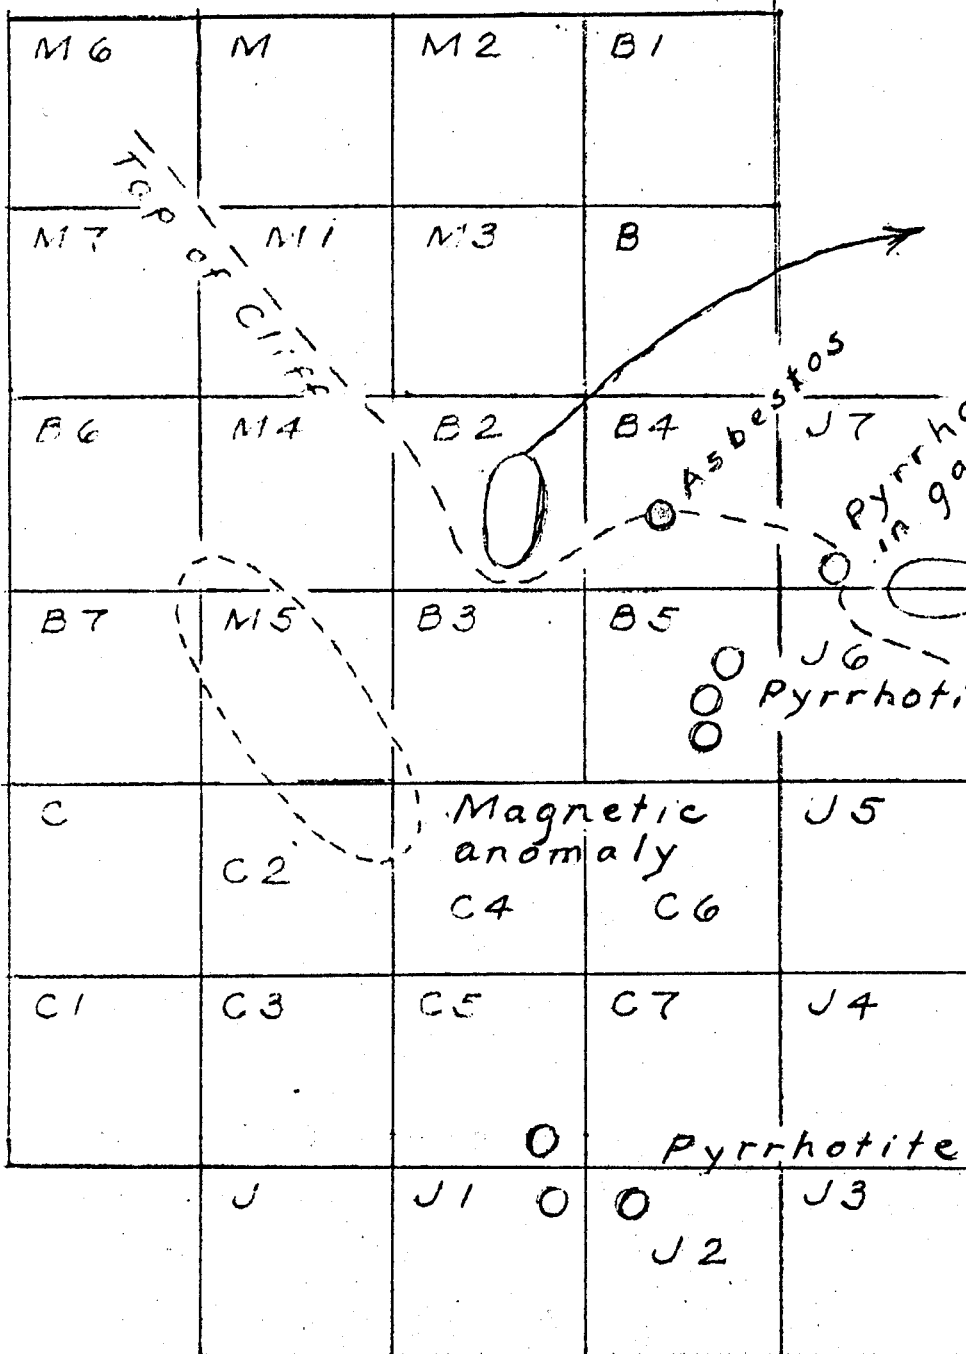 M6 M M2 B1
Top of Cliff
M7 M1 M3 B
Asbestos
B6 M4 B2 B4 J7
in
B7 M5 B3 B5 J6
C Magnetic J5
anomaly
C2
C4 C6
C1 C3 C5 C7 J4
Pyrrhotite
J J1 J3
J2